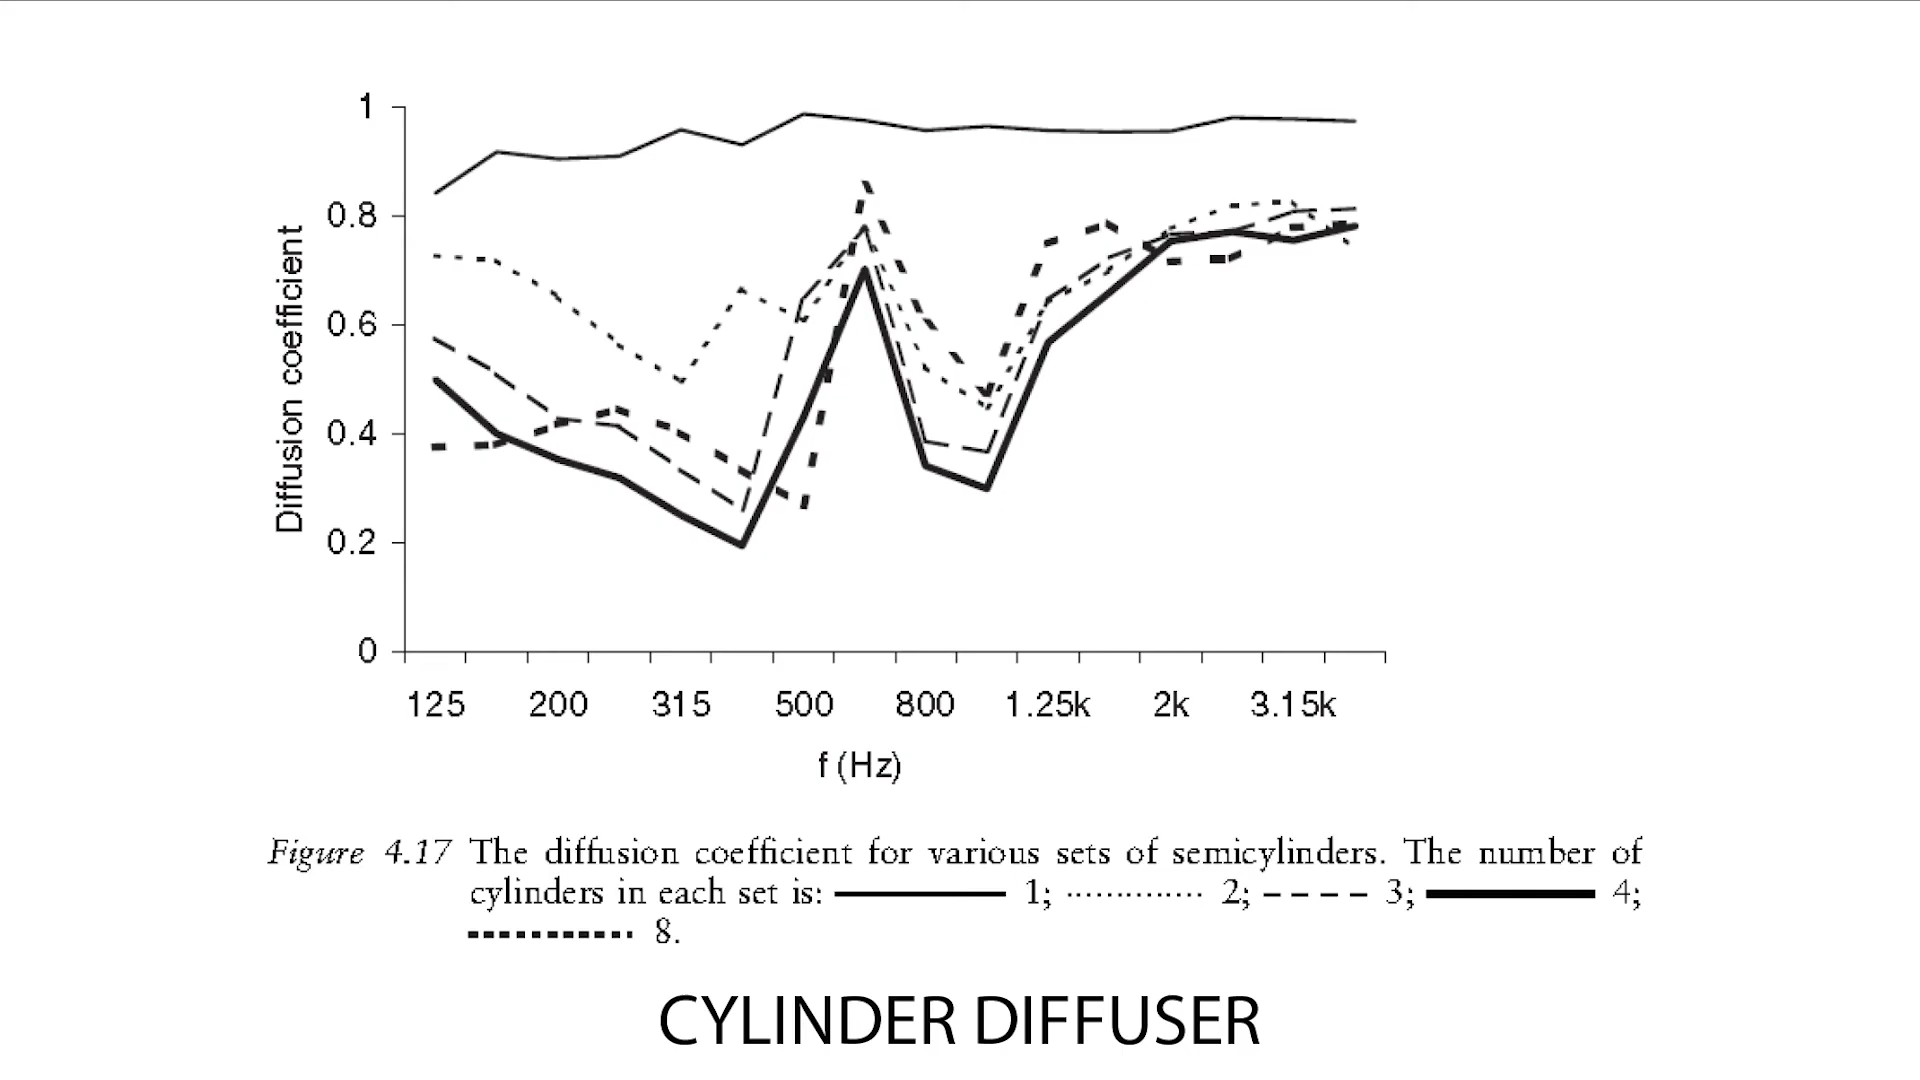 1
0.8
0.6
0.4
0.2
0
Diffusion coefficient
125 200 315 500 800 1.25k 2k 3.15k
f (Hz)
Figure 4.17 The diffusion coefficient for various sets of semicylinders. The number of
cylinders in each set is: 1; 2; 3; 4;
8.
CYLINDER DIFFUSER